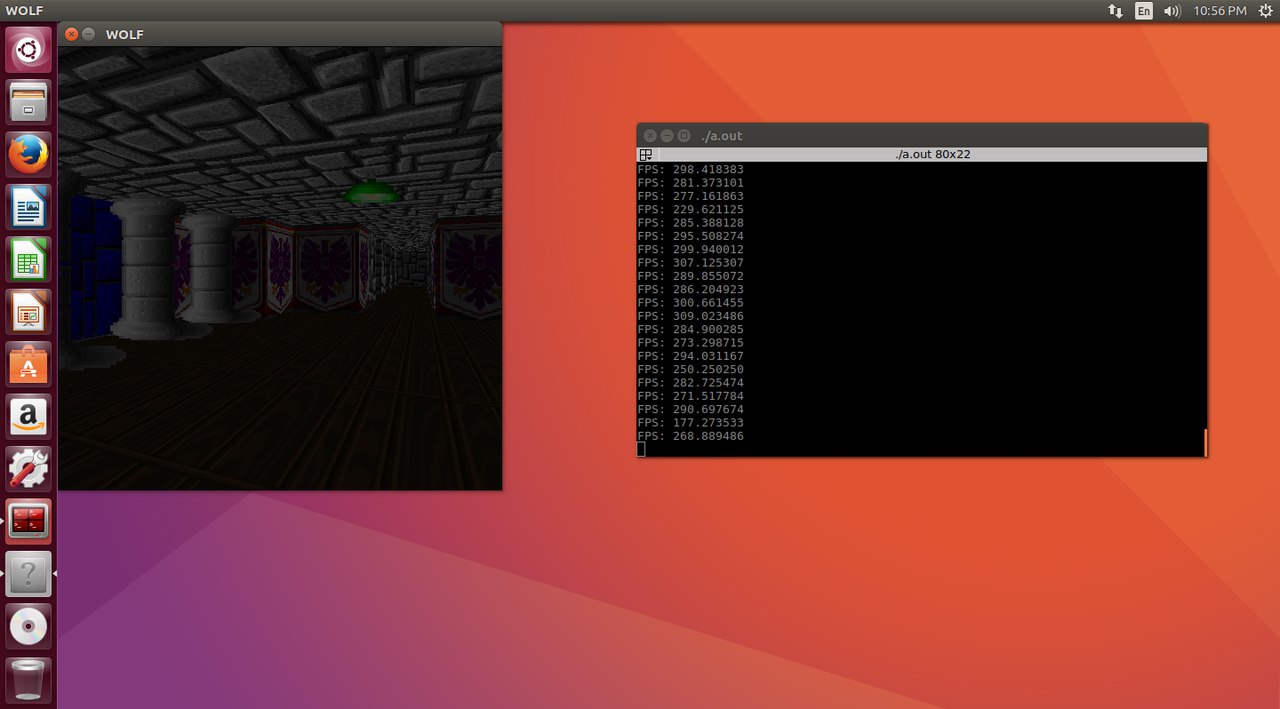 WOLF
En
10:56 PM
WOLF
./a.out
./a.out 80x22
FPS: 298.418383
FPS: 281.373101
FPS: 277.161863
FPS: 229.621125
FPS: 285.388128
FPS: 295.508274
FPS: 299.940012
FPS: 307.125307
FPS: 289.855072
FPS: 286.204923
FPS: 300.661455
FPS: 309.023486
FPS: 284.900285
FPS: 273.298715
FPS: 294.031167
FPS: 250.250250
FPS: 282.725474
FPS: 271.517784
FPS: 290.697674
FPS: 177.273533
FPS: 268.889486